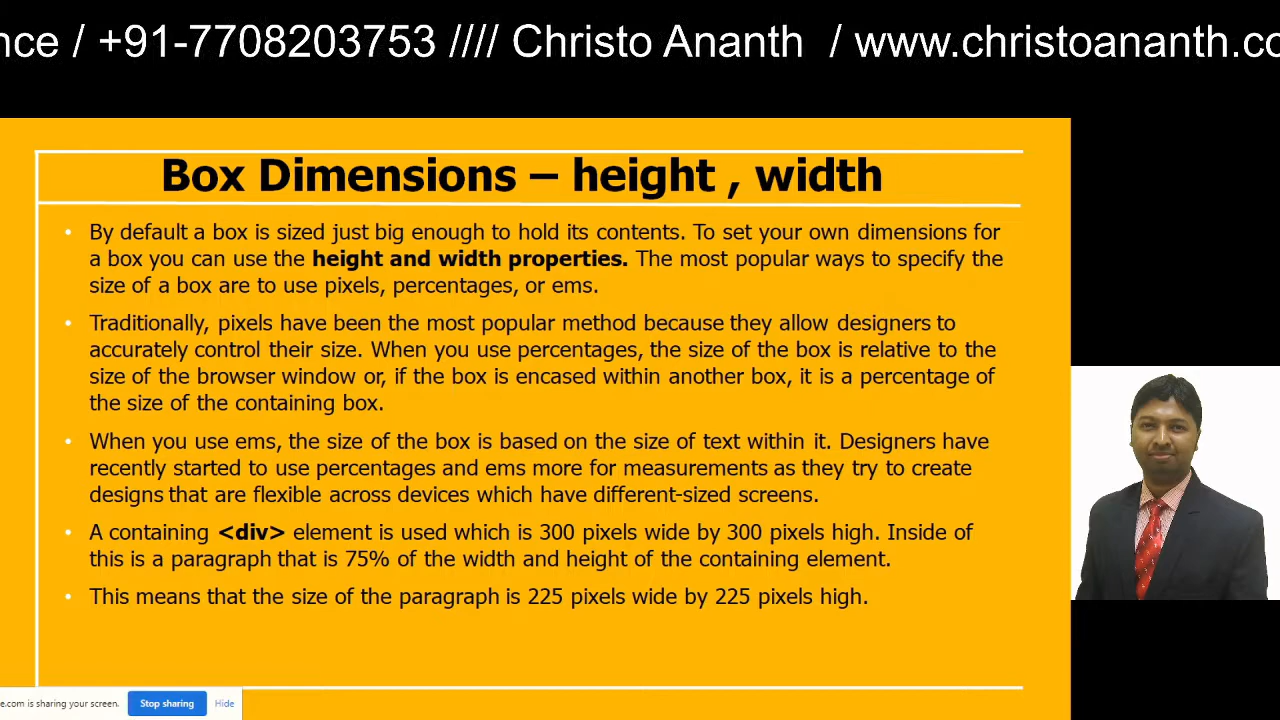 nce / +91-7708203753 //// Christo Ananth / www.christoananth.co
Box Dimensions – height , width
• By default a box is sized just big enough to hold its contents. To set your own dimensions for
a box you can use the height and width properties. The most popular ways to specify the
size of a box are to use pixels, percentages, or ems.
• Traditionally, pixels have been the most popular method because they allow designers to
accurately control their size. When you use percentages, the size of the box is relative to the
size of the browser window or, if the box is encased within another box, it is a percentage of
the size of the containing box.
• When you use ems, the size of the box is based on the size of text within it. Designers have
recently started to use percentages and ems more for measurements as they try to create
designs that are flexible across devices which have different-sized screens.
• A containing <div> element is used which is 300 pixels wide by 300 pixels high. Inside of
this is a paragraph that is 75% of the width and height of the containing element.
• This means that the size of the paragraph is 225 pixels wide by 225 pixels high.
e.com is sharing your screen. Stop sharing Hide